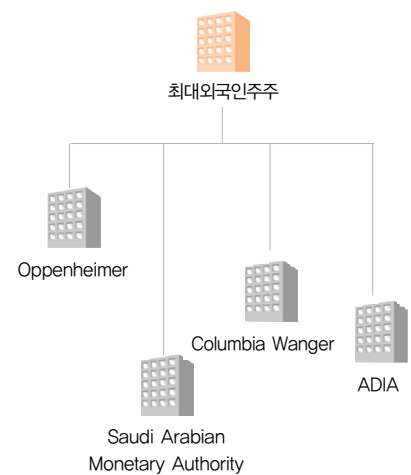 최대외국인주주
Oppenheimer
Columbia Wanger
ADIA
Saudi Arabian
Monetary Authority